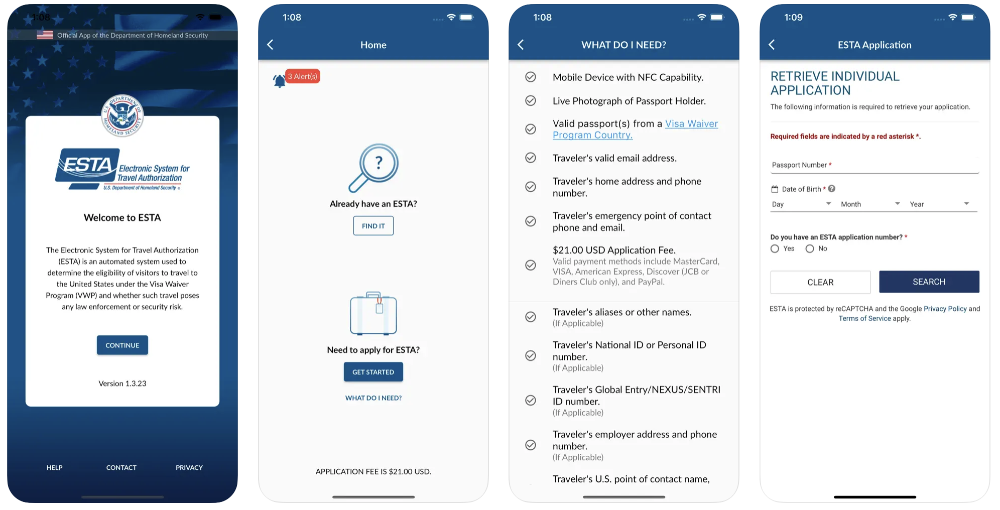 1:08
Official App of the Department of Homeland Security
U.S. DEPARTMENT OF
HOMELAND SECURITY
ESTA
Electronic System for
Travel Authorization
U.S. Department of Homeland Security
Welcome to ESTA
The Electronic System for Travel Authorization
(ESTA) is an automated system used to
determine the eligibility of visitors to travel to
the United States under the Visa Waiver
Program (VWP) and whether such travel poses
any law enforcement or security risk.
CONTINUE
Version 1.3.23
HELP CONTACT PRIVACY
1:08
Home
3 Alert(s)
?
Already have an ESTA?
FIND IT
Need to apply for ESTA?
GET STARTED
WHAT DO I NEED?
APPLICATION FEE IS $21.00 USD.
1:08
WHAT DO I NEED?
Mobile Device with NFC Capability.
Live Photograph of Passport Holder.
Valid passport(s) from a Visa Waiver
Program Country.
Traveler's valid email address.
Traveler's home address and phone
number.
Traveler's emergency point of contact
phone and email.
$21.00 USD Application Fee.
Valid payment methods include MasterCard,
VISA, American Express, Discover (JCB or
Diners Club only), and PayPal.
Traveler's aliases or other names.
(If Applicable)
Traveler's National ID or Personal ID
number.
(If Applicable)
Traveler's Global Entry/NEXUS/SENTRI
ID number.
(If Applicable)
Traveler's employer address and phone
number.
(If Applicable)
Traveler's U.S. point of contact name,
1:09
ESTA Application
RETRIEVE INDIVIDUAL
APPLICATION
The following information is required to retrieve your application.
Required fields are indicated by a red asterisk *.
Passport Number *
Date of Birth * ?
Day Month Year
Do you have an ESTA application number? *
Yes No
CLEAR SEARCH
ESTA is protected by reCAPTCHA and the Google Privacy Policy and
Terms of Service apply.